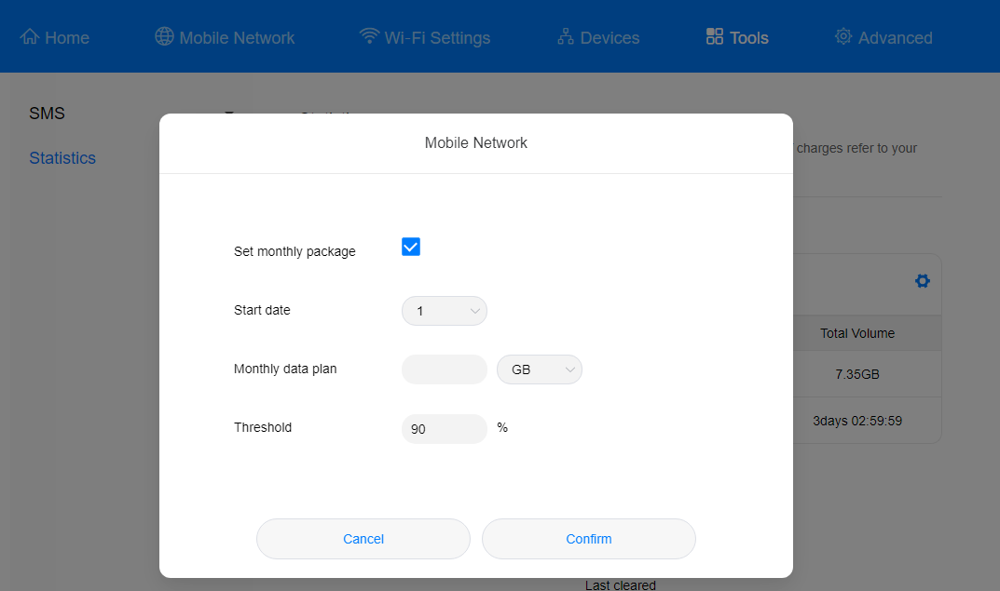 Home Mobile Network Wi-Fi Settings Devices Tools Advanced
SMS
Statistics
charges refer to your
Mobile Network
Set monthly package
Start date 1
Monthly data plan GB
Threshold 90 %
Cancel Confirm
Total Volume
7.35GB
3days 02:59:59
Last cleared